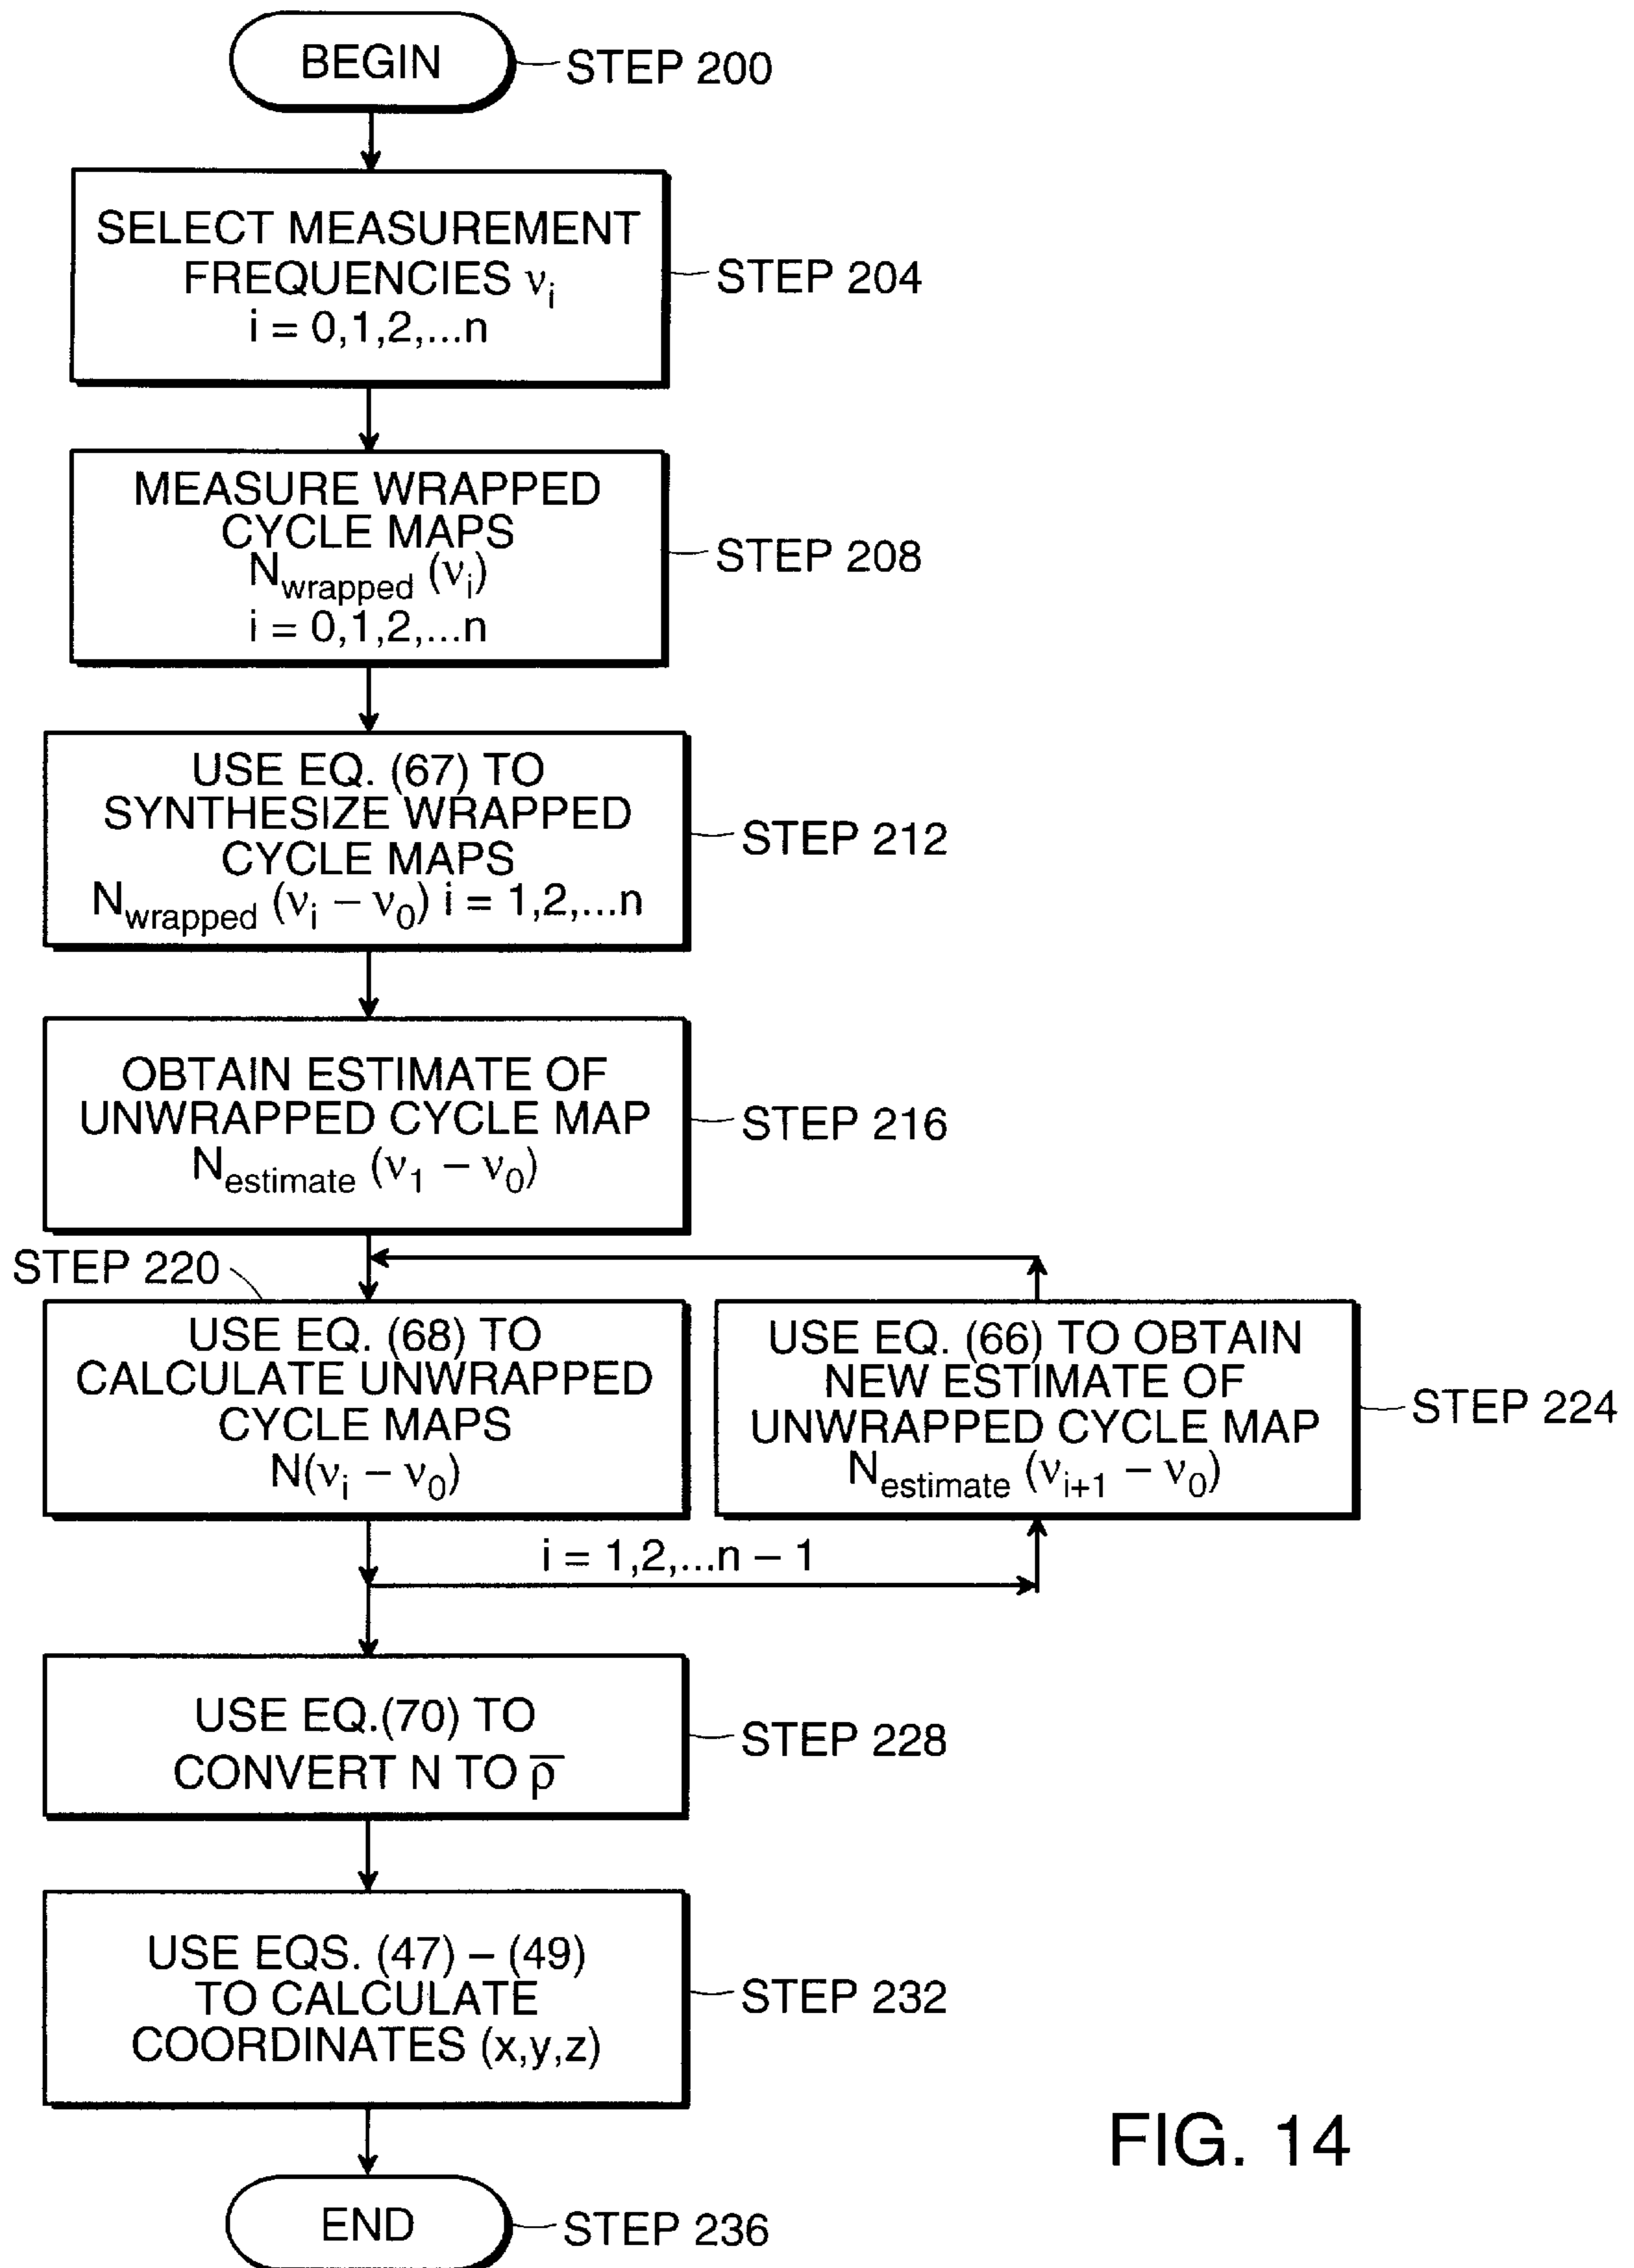 BEGIN
STEP 200
SELECT MEASUREMENT
FREQUENCIES νi
i = 0,1,2,...n
STEP 204
MEASURE WRAPPED
CYCLE MAPS
Nwrapped (νi)
i = 0,1,2,...n
STEP 208
USE EQ. (67) TO
SYNTHESIZE WRAPPED
CYCLE MAPS
Nwrapped (νi – ν0) i = 1,2,...n
STEP 212
OBTAIN ESTIMATE OF
UNWRAPPED CYCLE MAP
Nestimate (ν1 – ν0)
STEP 216
STEP 220
USE EQ. (68) TO
CALCULATE UNWRAPPED
CYCLE MAPS
N(νi – ν0)
USE EQ. (66) TO OBTAIN
NEW ESTIMATE OF
UNWRAPPED CYCLE MAP
Nestimate (νi+1 – ν0)
STEP 224
i = 1,2,...n – 1
USE EQ.(70) TO
CONVERT N TO ρ̅
STEP 228
USE EQS. (47) – (49)
TO CALCULATE
COORDINATES (x,y,z)
STEP 232
END
STEP 236
FIG. 14